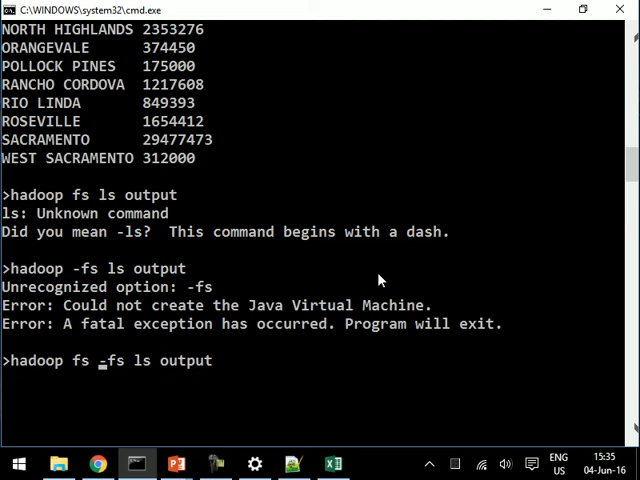 C:\WINDOWS\system32\cmd.exe
NORTH HIGHLANDS 2353276
ORANGEVALE 374450
POLLOCK PINES 175000
RANCHO CORDOVA 1217608
RIO LINDA 849393
ROSEVILLE 1654412
SACRAMENTO 29477473
WEST SACRAMENTO 312000
>hadoop fs ls output
ls: Unknown command
Did you mean -ls? This command begins with a dash.
>hadoop -fs ls output
Unrecognized option: -fs
Error: Could not create the Java Virtual Machine.
Error: A fatal exception has occurred. Program will exit.
>hadoop fs -fs ls output
ENG 15:35
US 04-Jun-16